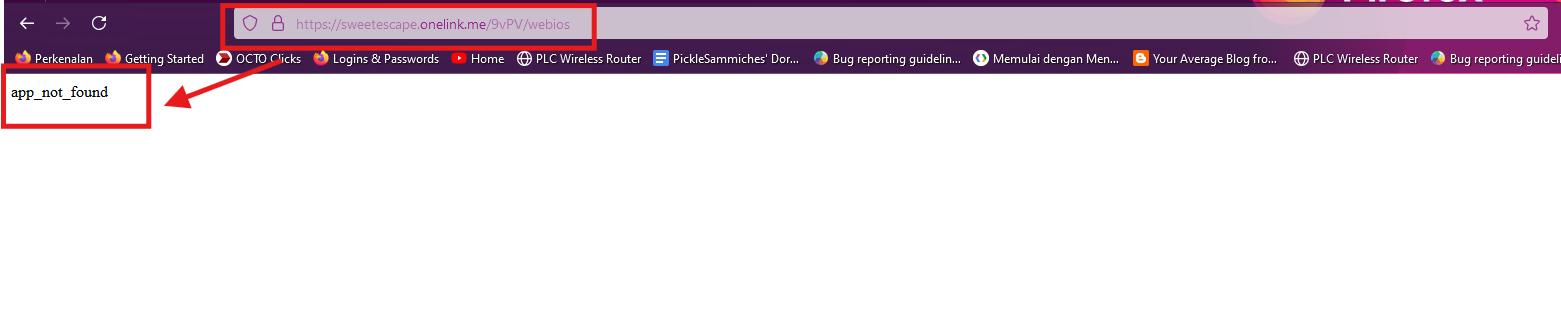 https://sweetescape.onelink.me/9vPV/webios
Perkenalan Getting Started OCTO Clicks Logins & Passwords Home PLC Wireless Router PickleSammiches' Dor... Bug reporting guidelin... Memulai dengan Men... Your Average Blog fro... PLC Wireless Router Bug reporting guideli
app_not_found